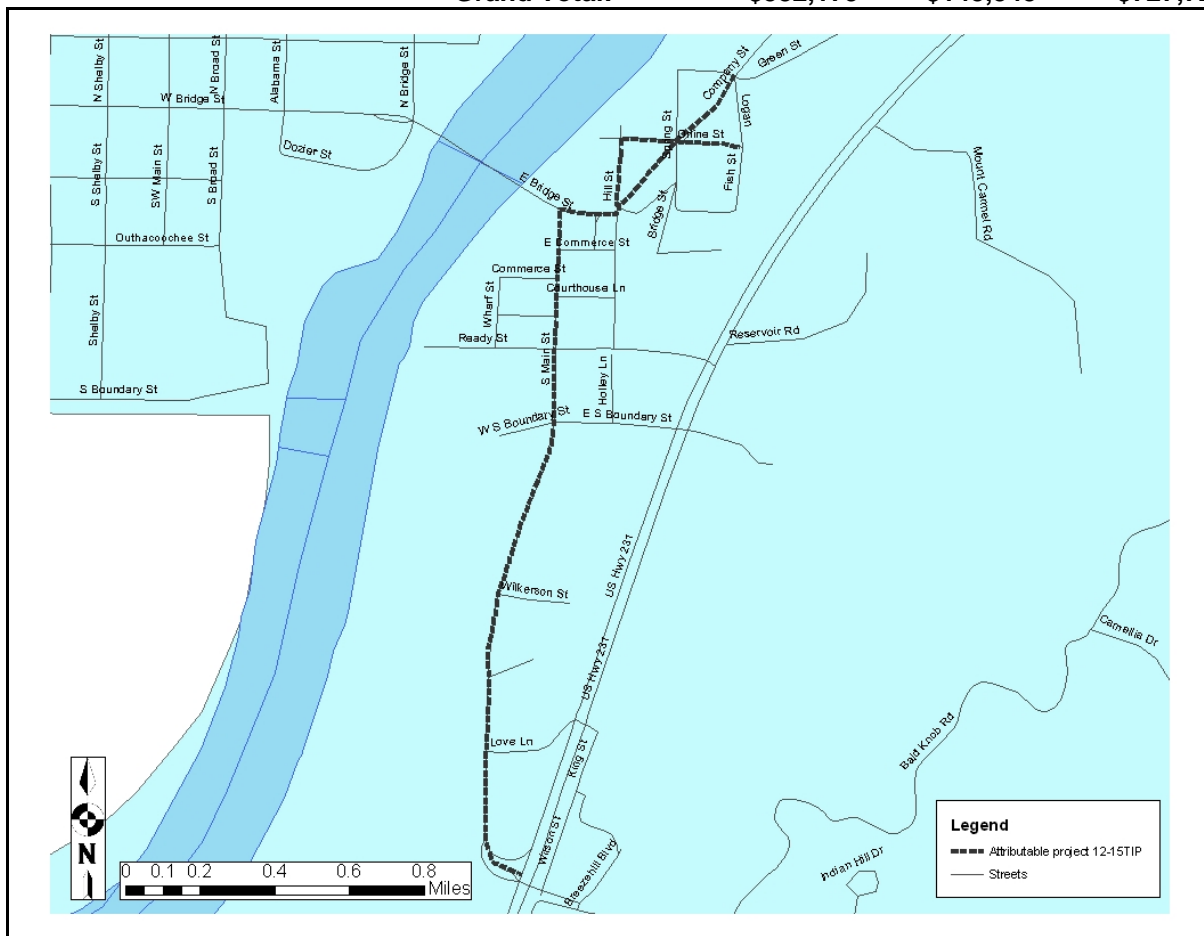 Grand Total:
N Shelby St
N Broad St
Alabama St
N Bridge St
W Bridge St
Dozier St
S Shelby St
SW Main St
S Broad St
Outhacoochee St
Shelby St
S Boundary St
Company St
Green St
Logan
Fish St
Hill St
E Bridge St
Bridge St
E Commerce St
Commerce St
Courthouse Ln
Wharf St
Ready St
S Main St
Holley Ln
W S Boundary St
E S Boundary St
Mount Carmel Rd
Reservoir Rd
US Hwy 231
Wilkerson St
US Hwy 231
Love Ln
King St
Wilson St
Breezehill Blvd
Camellia Dr
Bald Knob Rd
Indian Hill Dr
N
0 0.1 0.2 0.4 0.6 0.8
Miles
Legend
Attributable project 12-15TIP
Streets